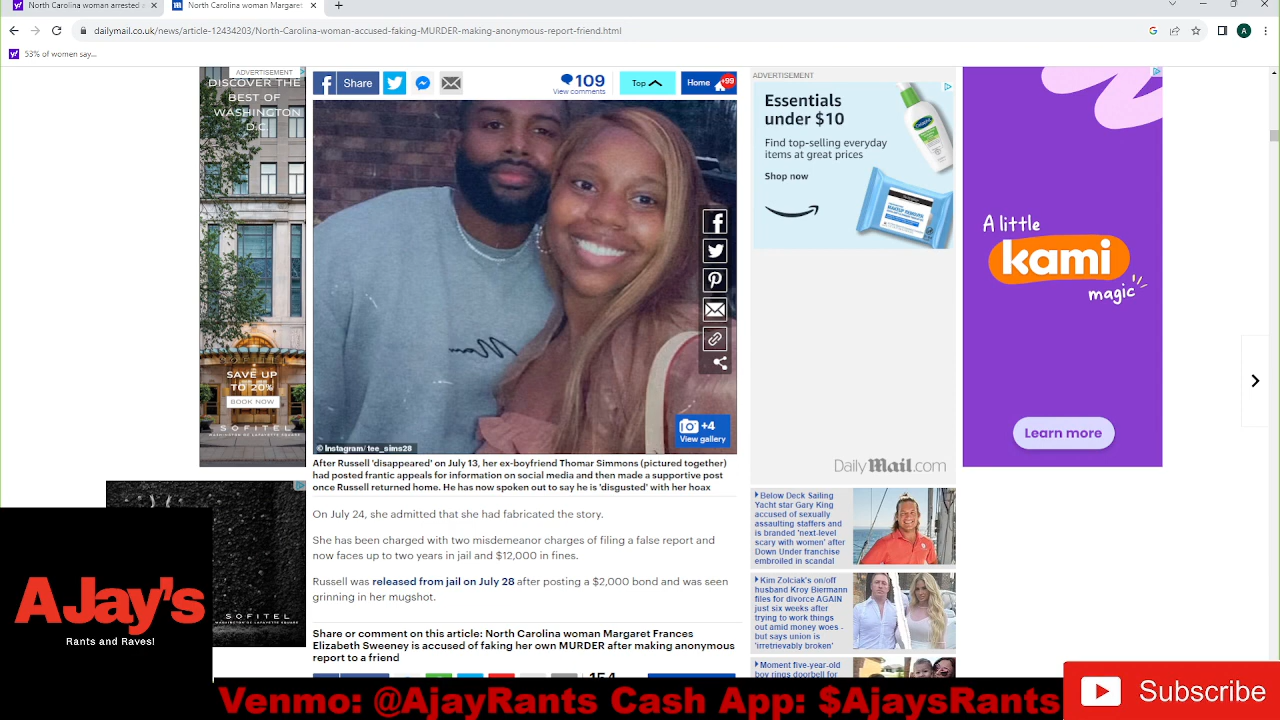 North Carolina woman arrested a
North Carolina woman Margaret
dailymail.co.uk/news/article-12434203/North-Carolina-woman-accused-faking-MURDER-making-anonymous-report-friend.html
A
53% of women say...
ADVERTISEMENT
DISCOVER THE
BEST OF
WASHINGTON
D.C.
SAVE UP
TO 20%
BOOK NOW
SOFITEL
WASHINGTON DC LAFAYETTE SQUARE
Share
109
View comments
Top
Home
+99
+4
View gallery
© Instagram/ tee_sims28
After Russell 'disappeared' on July 13, her ex-boyfriend Thomar Simmons (pictured together)
had posted frantic appeals for information on social media and then made a supportive post
once Russell returned home. He has now spoken out to say he is 'disgusted' with her hoax
On July 24, she admitted that she had fabricated the story.
She has been charged with two misdemeanor charges of filing a false report and
now faces up to two years in jail and $12,000 in fines.
Russell was released from jail on July 28 after posting a $2,000 bond and was seen
grinning in her mugshot.
Share or comment on this article: North Carolina woman Margaret Frances
Elizabeth Sweeney is accused of faking her own MURDER after making anonymous
report to a friend
ADVERTISEMENT
Essentials
under $10
Find top-selling everyday
items at great prices
Shop now
DailyMail.com
Below Deck Sailing
Yacht star Gary King
accused of sexually
assaulting staffers and
is branded 'next-level
scary with women' after
Down Under franchise
embroiled in scandal
Kim Zolciak's on/off
husband Kroy Biermann
files for divorce AGAIN
just six weeks after
trying to work things
out amid money woes -
but says union is
'irretrievably broken'
Moment five-year-old
boy rings doorbell for
A little
kami
magic
Learn more
SOFITEL
WASHINGTON DC LAFAYETTE SQUARE
AJay's
Rants and Raves!
Venmo: @AjayRants Cash App: $AjaysRants
Subscribe